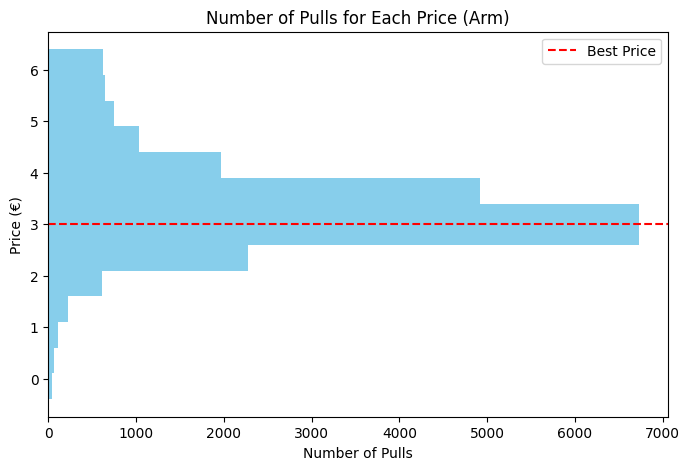 Number of Pulls for Each Price (Arm)
Best Price
Price (€)
6
5
4
3
2
1
0
0 1000 2000 3000 4000 5000 6000 7000
Number of Pulls